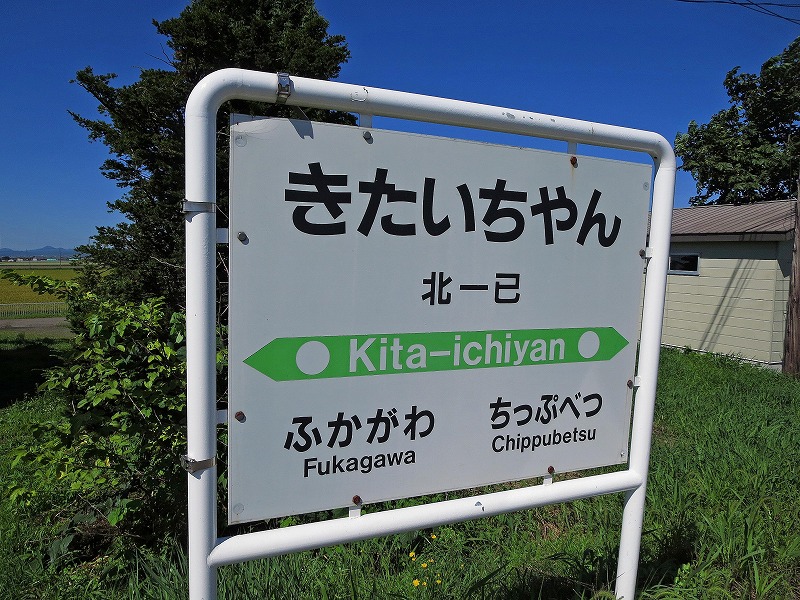 きたいちやん
北一已
Kita-ichiyan
ふかがわ ちっぷべつ
Fukagawa Chippubetsu